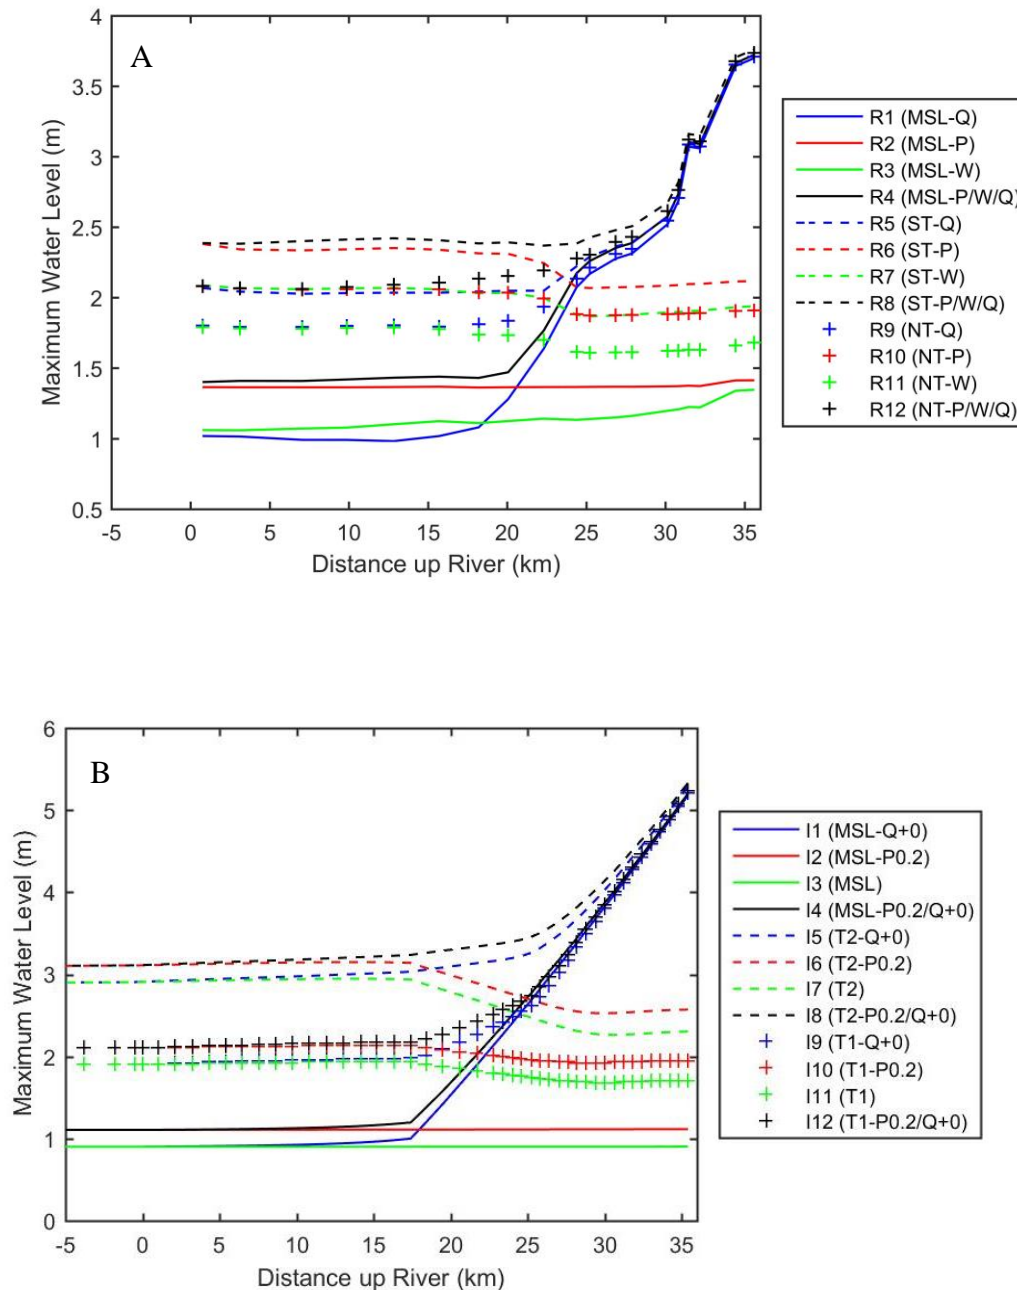 A
Maximum Water Level (m)
4
3.5
3
2.5
2
1.5
1
0.5
-5 0 5 10 15 20 25 30 35
Distance up River (km)
R1 (MSL-Q)
R2 (MSL-P)
R3 (MSL-W)
R4 (MSL-P/W/Q)
R5 (ST-Q)
R6 (ST-P)
R7 (ST-W)
R8 (ST-P/W/Q)
R9 (NT-Q)
R10 (NT-P)
R11 (NT-W)
R12 (NT-P/W/Q)
B
Maximum Water Level (m)
6
5
4
3
2
1
0
-5 0 5 10 15 20 25 30 35
Distance up River (km)
I1 (MSL-Q+0)
I2 (MSL-P0.2)
I3 (MSL)
I4 (MSL-P0.2/Q+0)
I5 (T2-Q+0)
I6 (T2-P0.2)
I7 (T2)
I8 (T2-P0.2/Q+0)
I9 (T1-Q+0)
I10 (T1-P0.2)
I11 (T1)
I12 (T1-P0.2/Q+0)